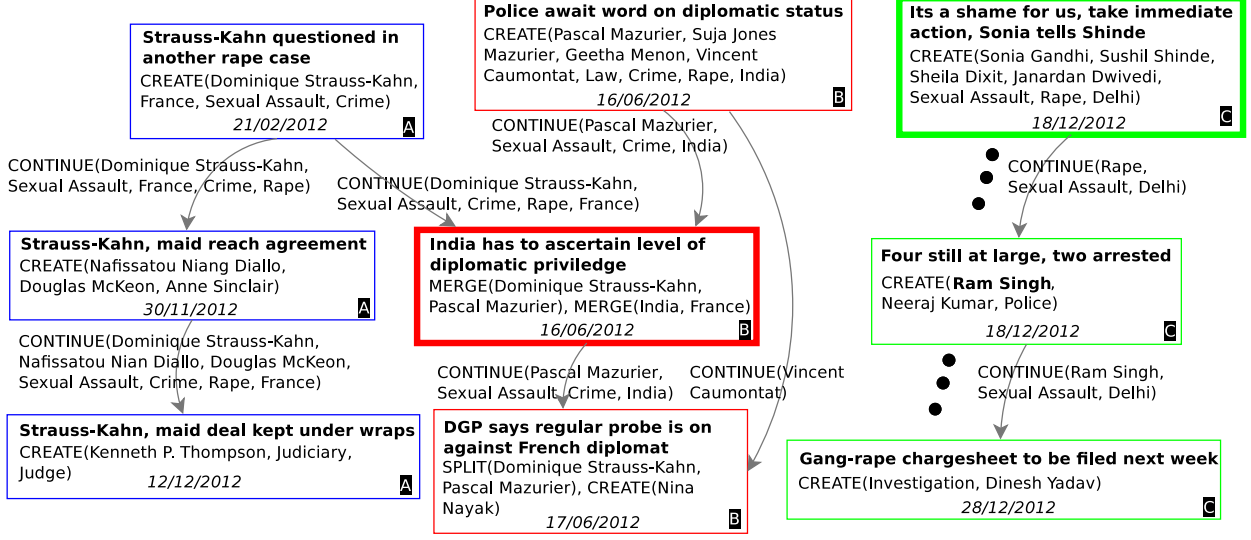 Strauss-Kahn questioned in
another rape case
CREATE(Dominique Strauss-Kahn,
France, Sexual Assault, Crime)
21/02/2012
A
Police await word on diplomatic status
CREATE(Pascal Mazurier, Suja Jones
Mazurier, Geetha Menon, Vincent
Caumontat, Law, Crime, Rape, India)
16/06/2012
B
Its a shame for us, take immediate
action, Sonia tells Shinde
CREATE(Sonia Gandhi, Sushil Shinde,
Sheila Dixit, Janardan Dwivedi,
Sexual Assault, Rape, Delhi)
18/12/2012
C
CONTINUE(Dominique Strauss-Kahn,
Sexual Assault, France, Crime, Rape)
CONTINUE(Dominique Strauss-Kahn,
Sexual Assault, Crime, Rape, France)
CONTINUE(Pascal Mazurier,
Sexual Assault, Crime, India)
CONTINUE(Rape,
Sexual Assault, Delhi)
Strauss-Kahn, maid reach agreement
CREATE(Nafissatou Niang Diallo,
Douglas McKeon, Anne Sinclair)
30/11/2012
A
India has to ascertain level of
diplomatic priviledge
MERGE(Dominique Strauss-Kahn,
Pascal Mazurier), MERGE(India, France)
16/06/2012
B
Four still at large, two arrested
CREATE(Ram Singh,
Neeraj Kumar, Police)
18/12/2012
C
CONTINUE(Dominique Strauss-Kahn,
Nafissatou Nian Diallo, Douglas McKeon,
Sexual Assault, Crime, Rape, France)
CONTINUE(Pascal Mazurier,
Sexual Assault, Crime, India)
CONTINUE(Vincent
Caumontat)
CONTINUE(Ram Singh,
Sexual Assault, Delhi)
Strauss-Kahn, maid deal kept under wraps
CREATE(Kenneth P. Thompson, Judiciary,
Judge)
12/12/2012
A
DGP says regular probe is on
against French diplomat
SPLIT(Dominique Strauss-Kahn,
Pascal Mazurier), CREATE(Nina
Nayak)
17/06/2012
B
Gang-rape chargesheet to be filed next week
CREATE(Investigation, Dinesh Yadav)
28/12/2012
C